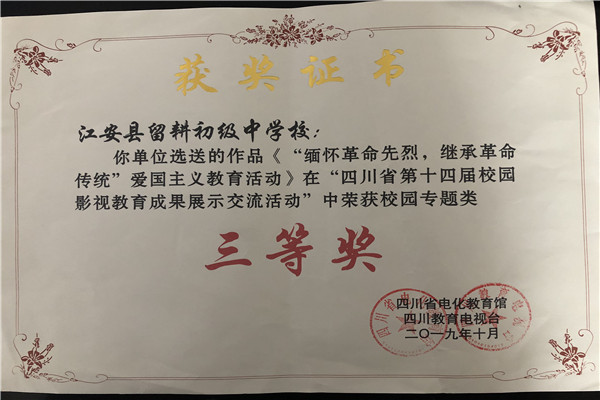 获奖证书
江安县留耕初级中学校：
你单位选送的作品《“缅怀革命先烈，继承革命
传统”爱国主义教育活动》在“四川省第十四届校园
影视教育成果展示交流活动”中荣获校园专题类
三等奖
四川省电化教育馆
四川教育电视台
二〇一九年十月